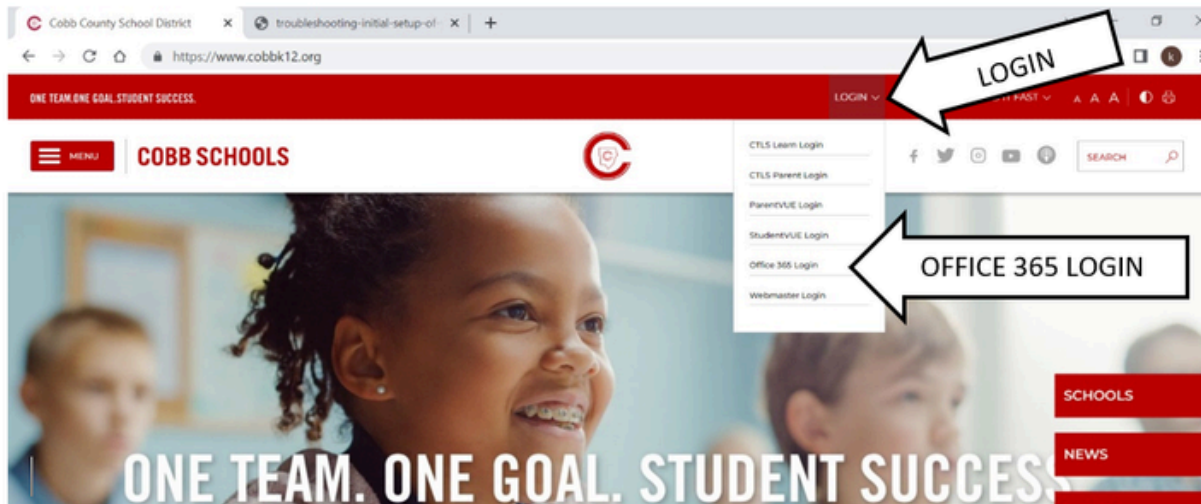 Cobb County School District
troubleshooting-initial-setup-of-
https://www.cobbk12.org
k
ONE TEAM.ONE GOAL.STUDENT SUCCESS.
LOGIN
FAST
A A A
LOGIN
MENU
COBB SCHOOLS
C
SEARCH
CTLS Learn Login
CTLS Parent Login
ParentVUE Login
StudentVUE Login
Office 365 Login
Webmaster Login
OFFICE 365 LOGIN
SCHOOLS
NEWS
ONE TEAM. ONE GOAL. STUDENT SUCCESS